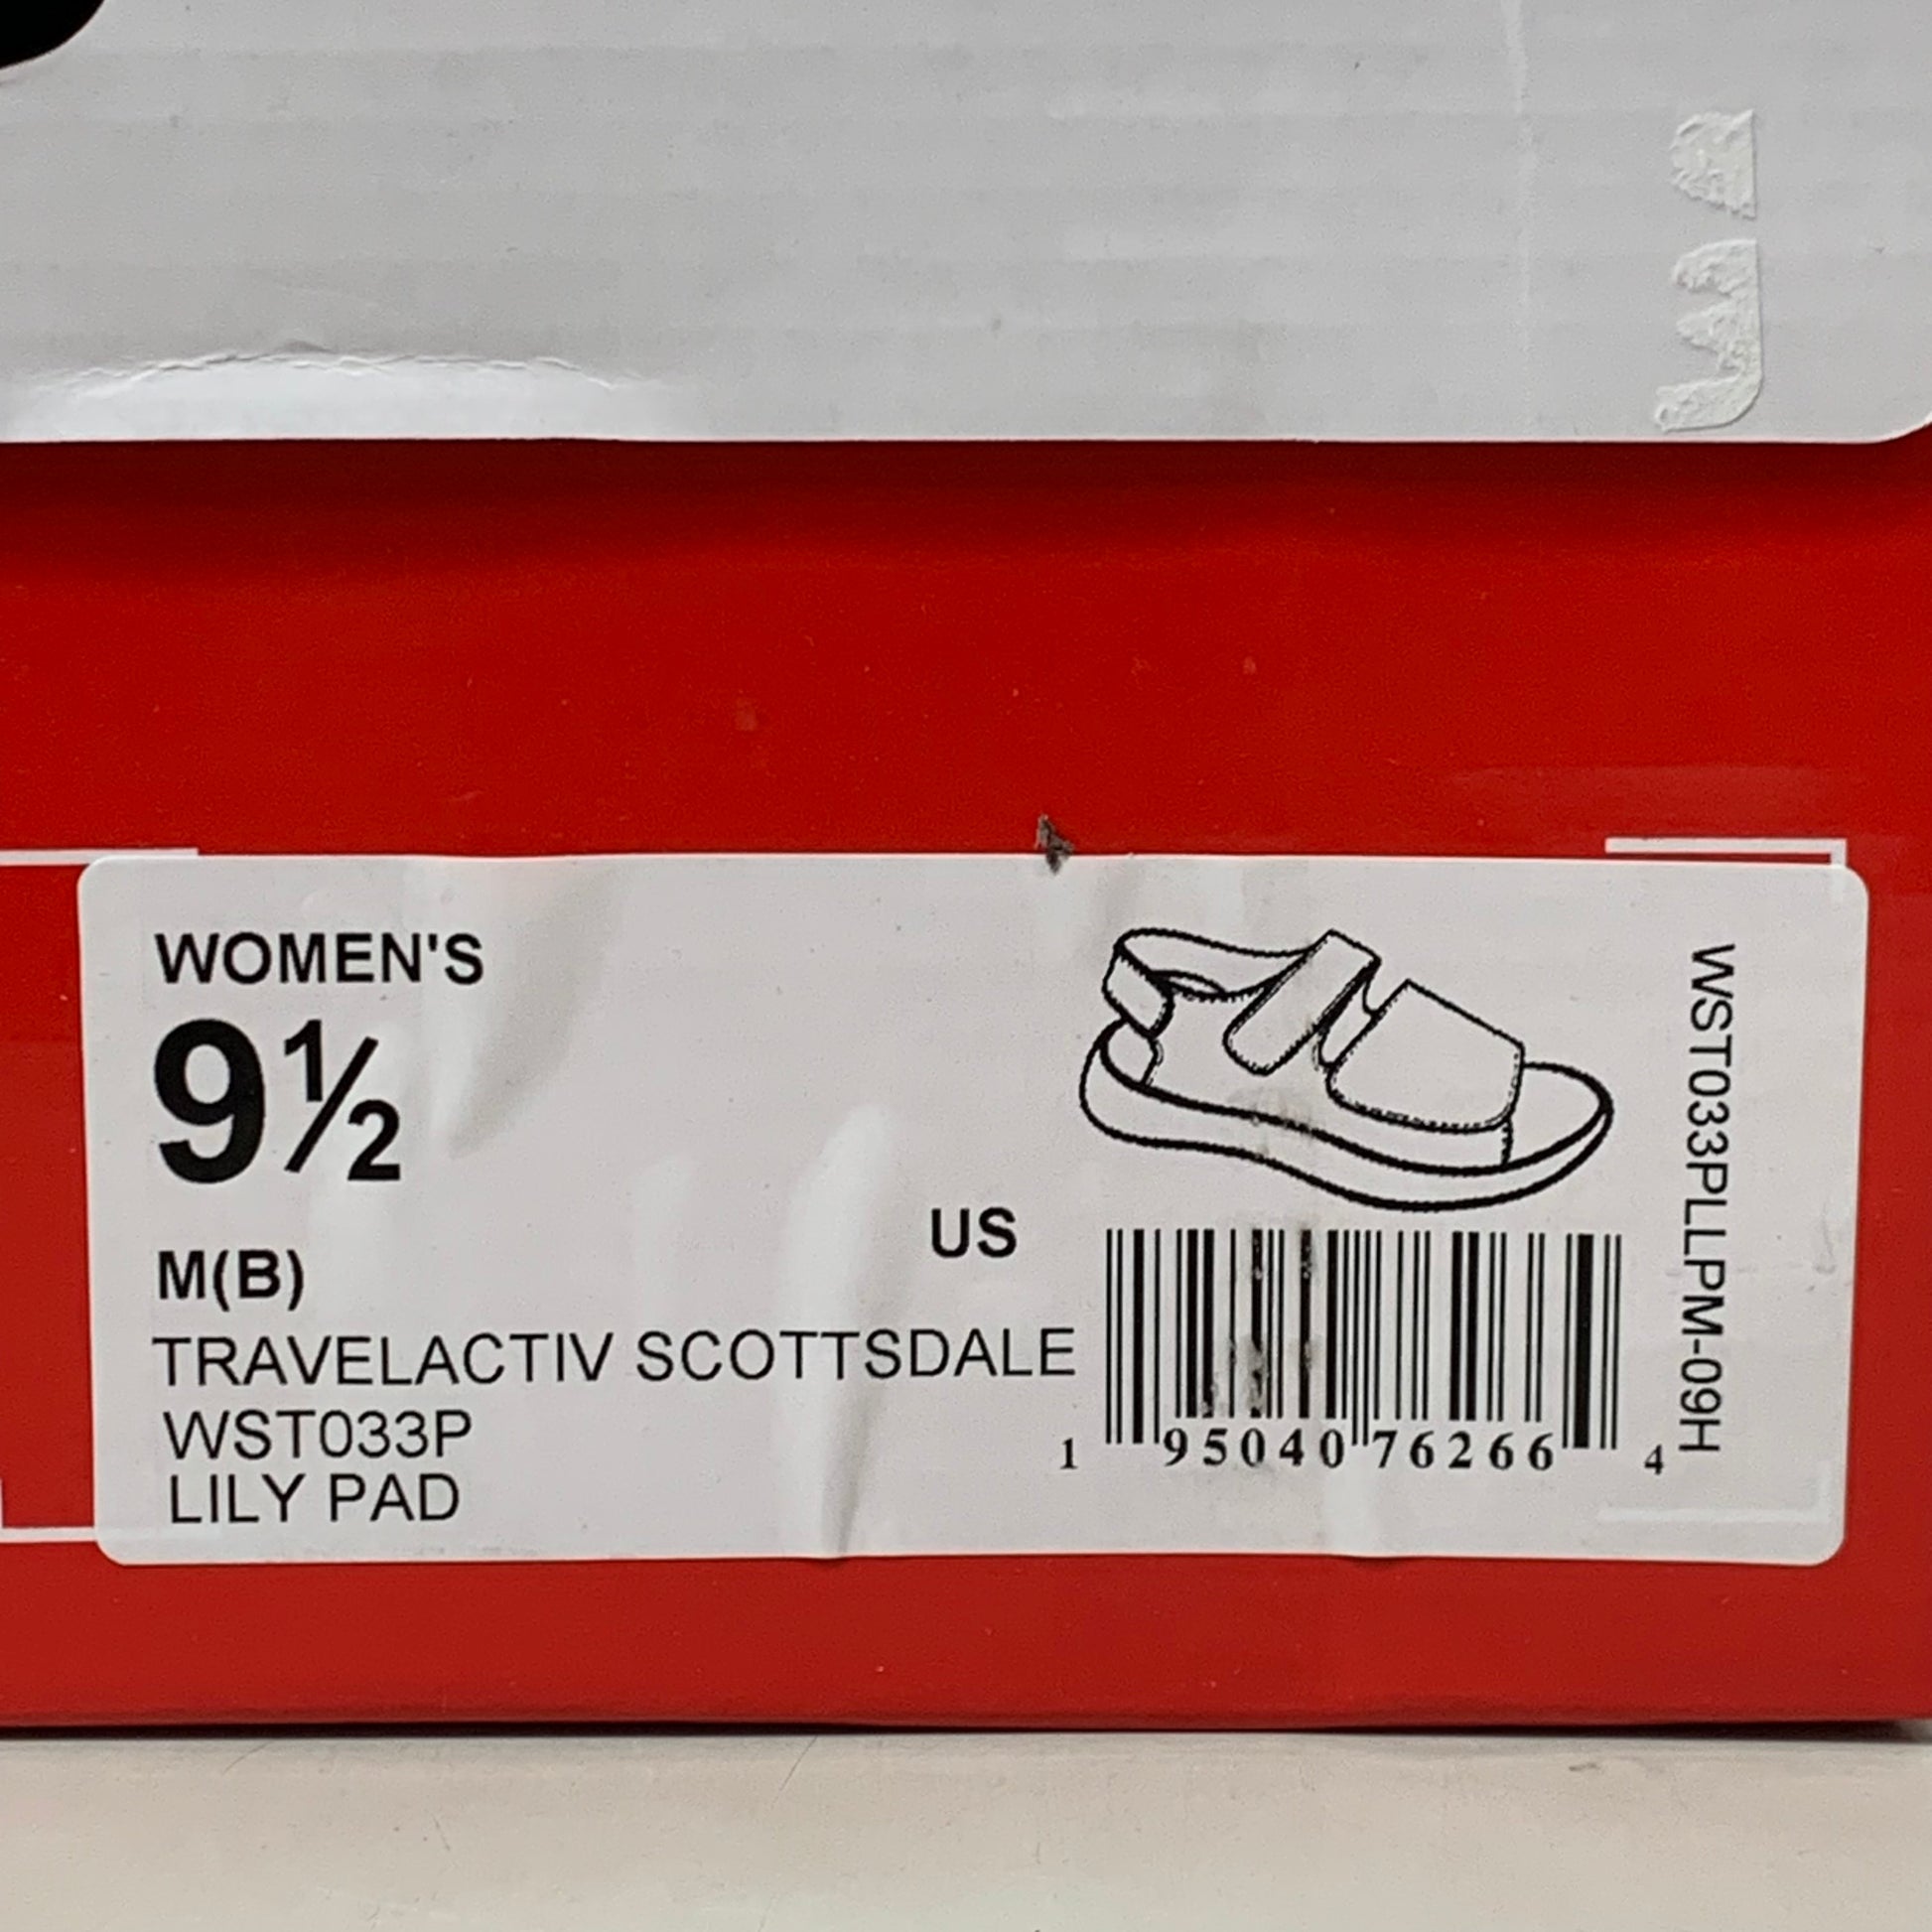 WOMEN'S
9½
M(B)
US
TRAVELACTIV SCOTTSDALE
WST033P
LILY PAD
1 95040 76266 4
WST033PLLPM-09H